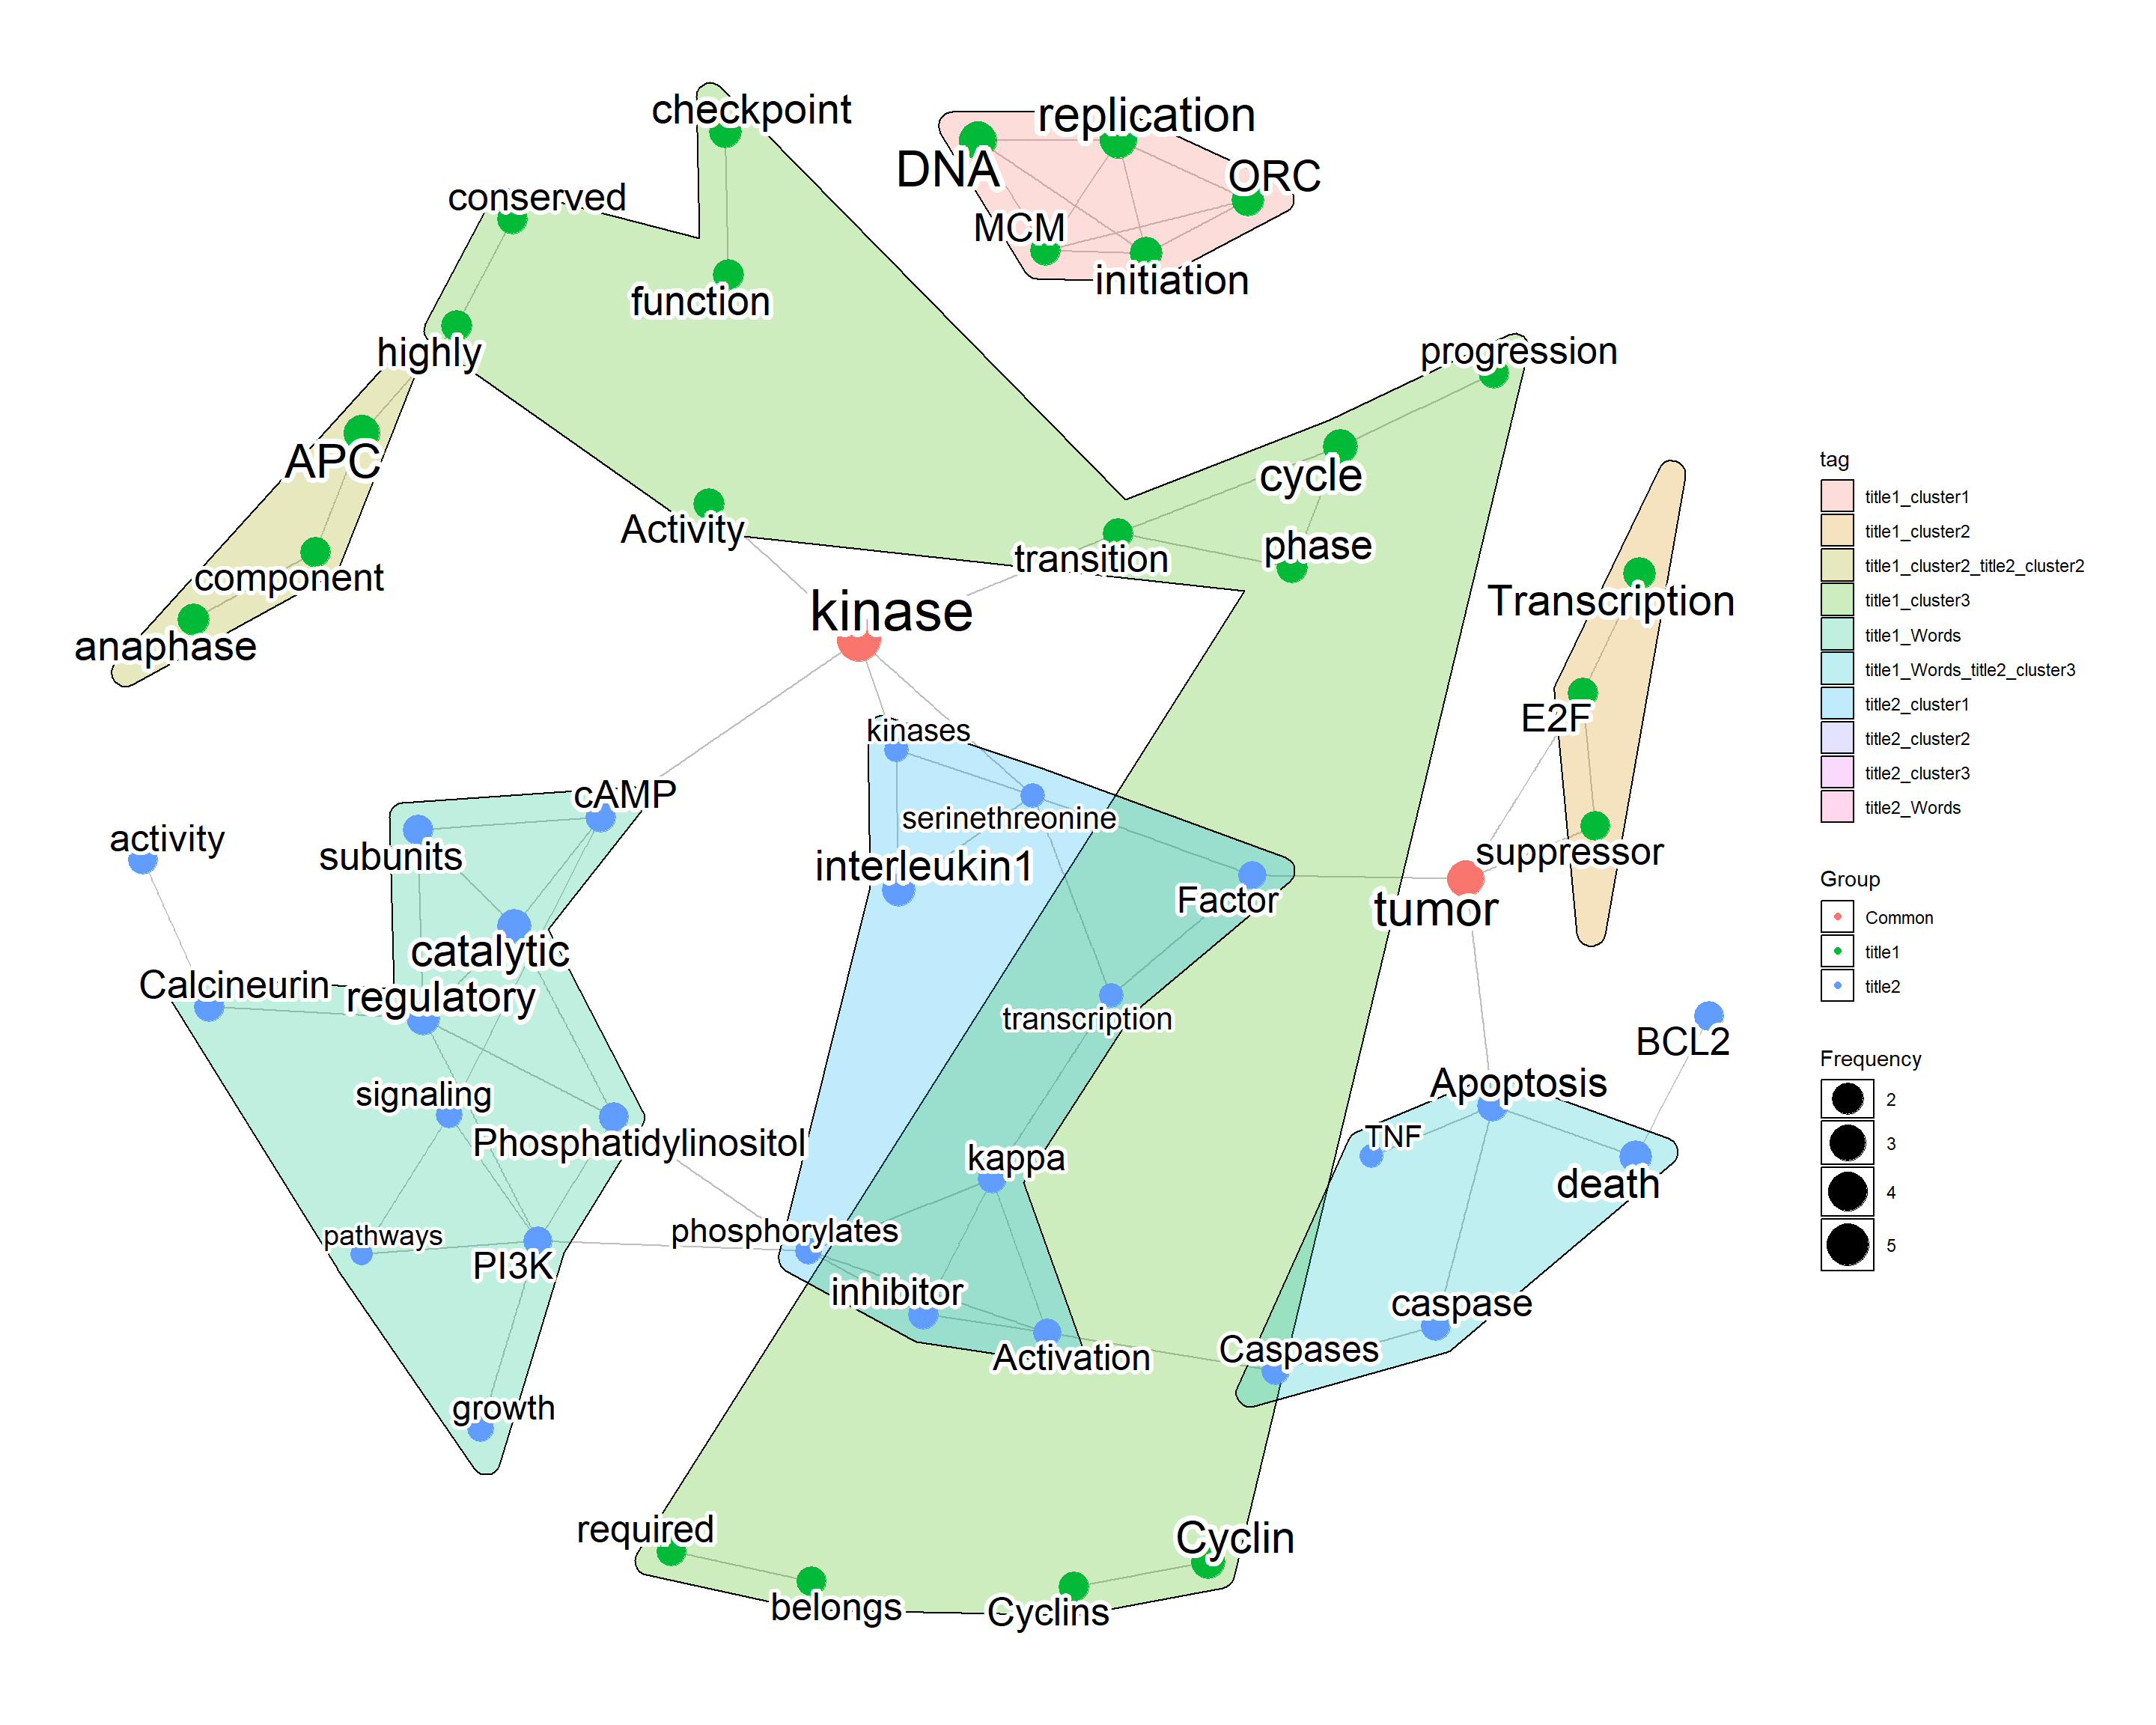 checkpoint
replication
DNA
ORC
conserved
MCM
initiation
function
highly
progression
APC
cycle
Activity
transition
phase
component
kinase
Transcription
anaphase
E2F
kinases
cAMP
serinethreonine
activity
subunits
interleukin1
suppressor
Factor
tumor
catalytic
Calcineurin
regulatory
transcription
BCL2
signaling
Apoptosis
Phosphatidylinositol
TNF
kappa
death
pathways
phosphorylates
PI3K
inhibitor
caspase
Activation
Caspases
growth
required
Cyclin
belongs
Cyclins
tag
title1_cluster1
title1_cluster2
title1_cluster2_title2_cluster2
title1_cluster3
title1_Words
title1_Words_title2_cluster3
title2_cluster1
title2_cluster2
title2_cluster3
title2_Words
Group
Common
title1
title2
Frequency
2
3
4
5